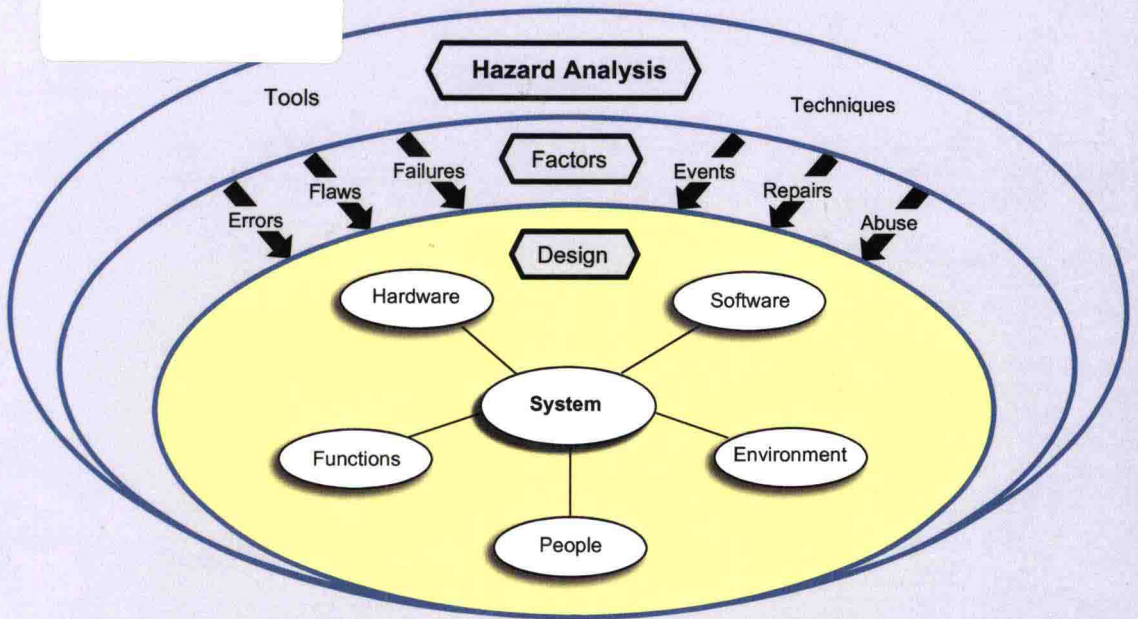 Hazard Analysis
Tools
Techniques
Factors
Failures
Events
Flaws
Repairs
Errors
Abuse
Design
Hardware
Software
System
Functions
Environment
People